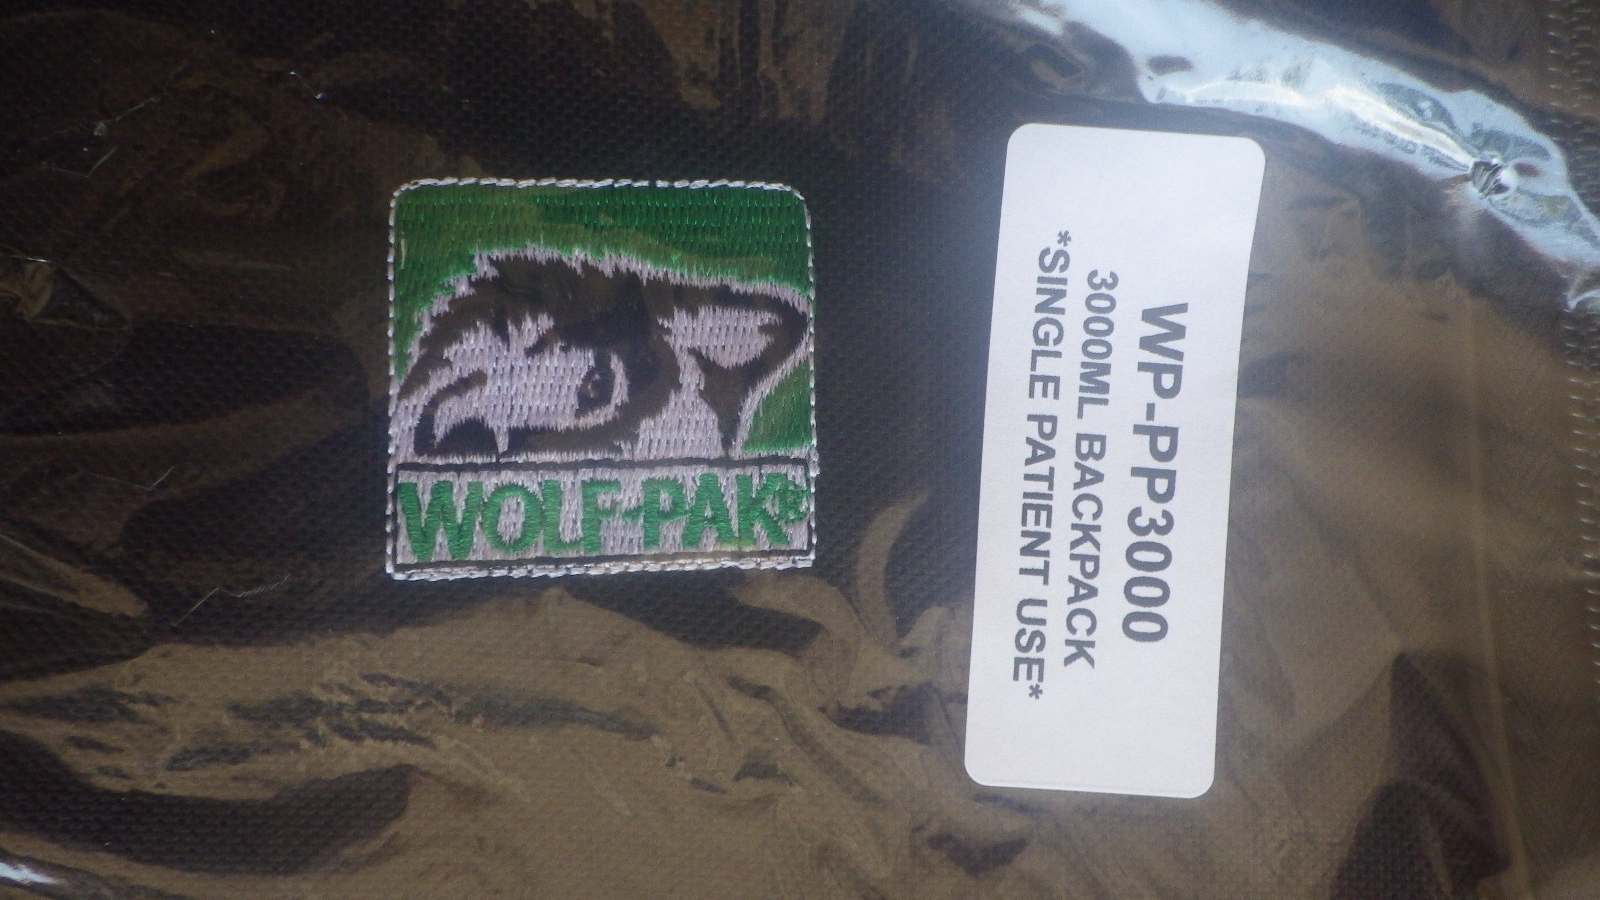 WOLF-PAK®
WP-PP3000
3000ML BACKPACK
*SINGLE PATIENT USE*